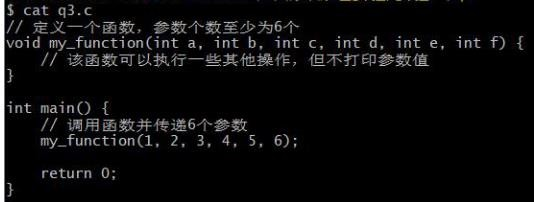 $ cat q3.c
// 定义一个函数，参数个数至少为6个
void my_function(int a, int b, int c, int d, int e, int f) {
    // 该函数可以执行一些其他操作，但不打印参数值
}

int main() {
    // 调用函数并传递6个参数
    my_function(1, 2, 3, 4, 5, 6);

    return 0;
}